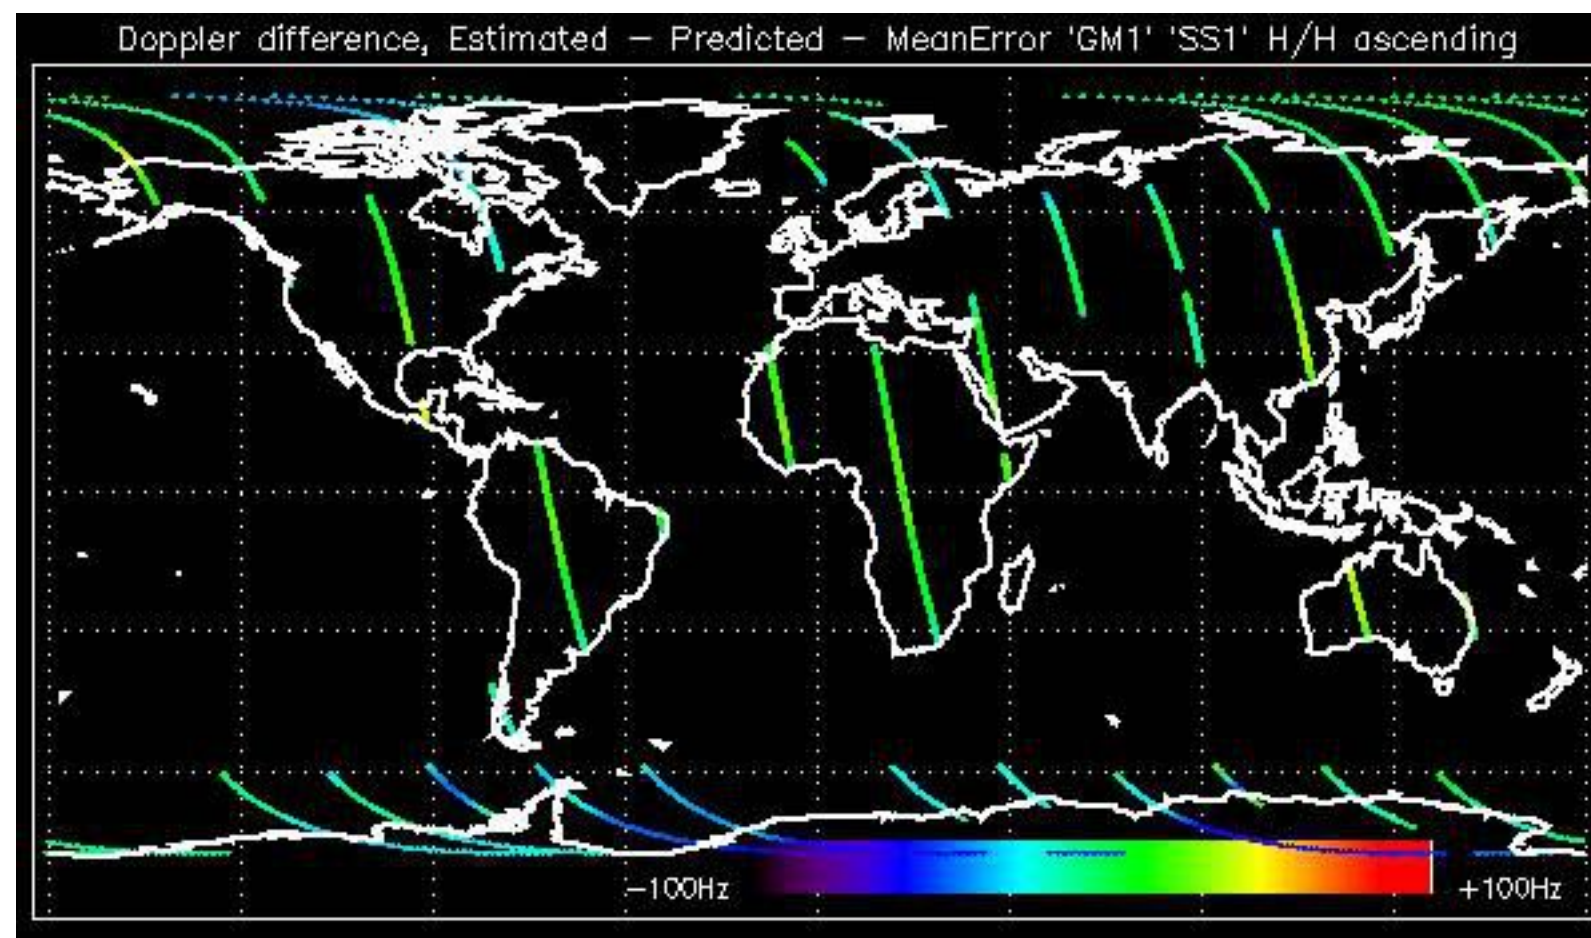 Doppler difference, Estimated − Predicted − MeanError 'GM1' 'SS1' H/H ascending
−100Hz
+100Hz